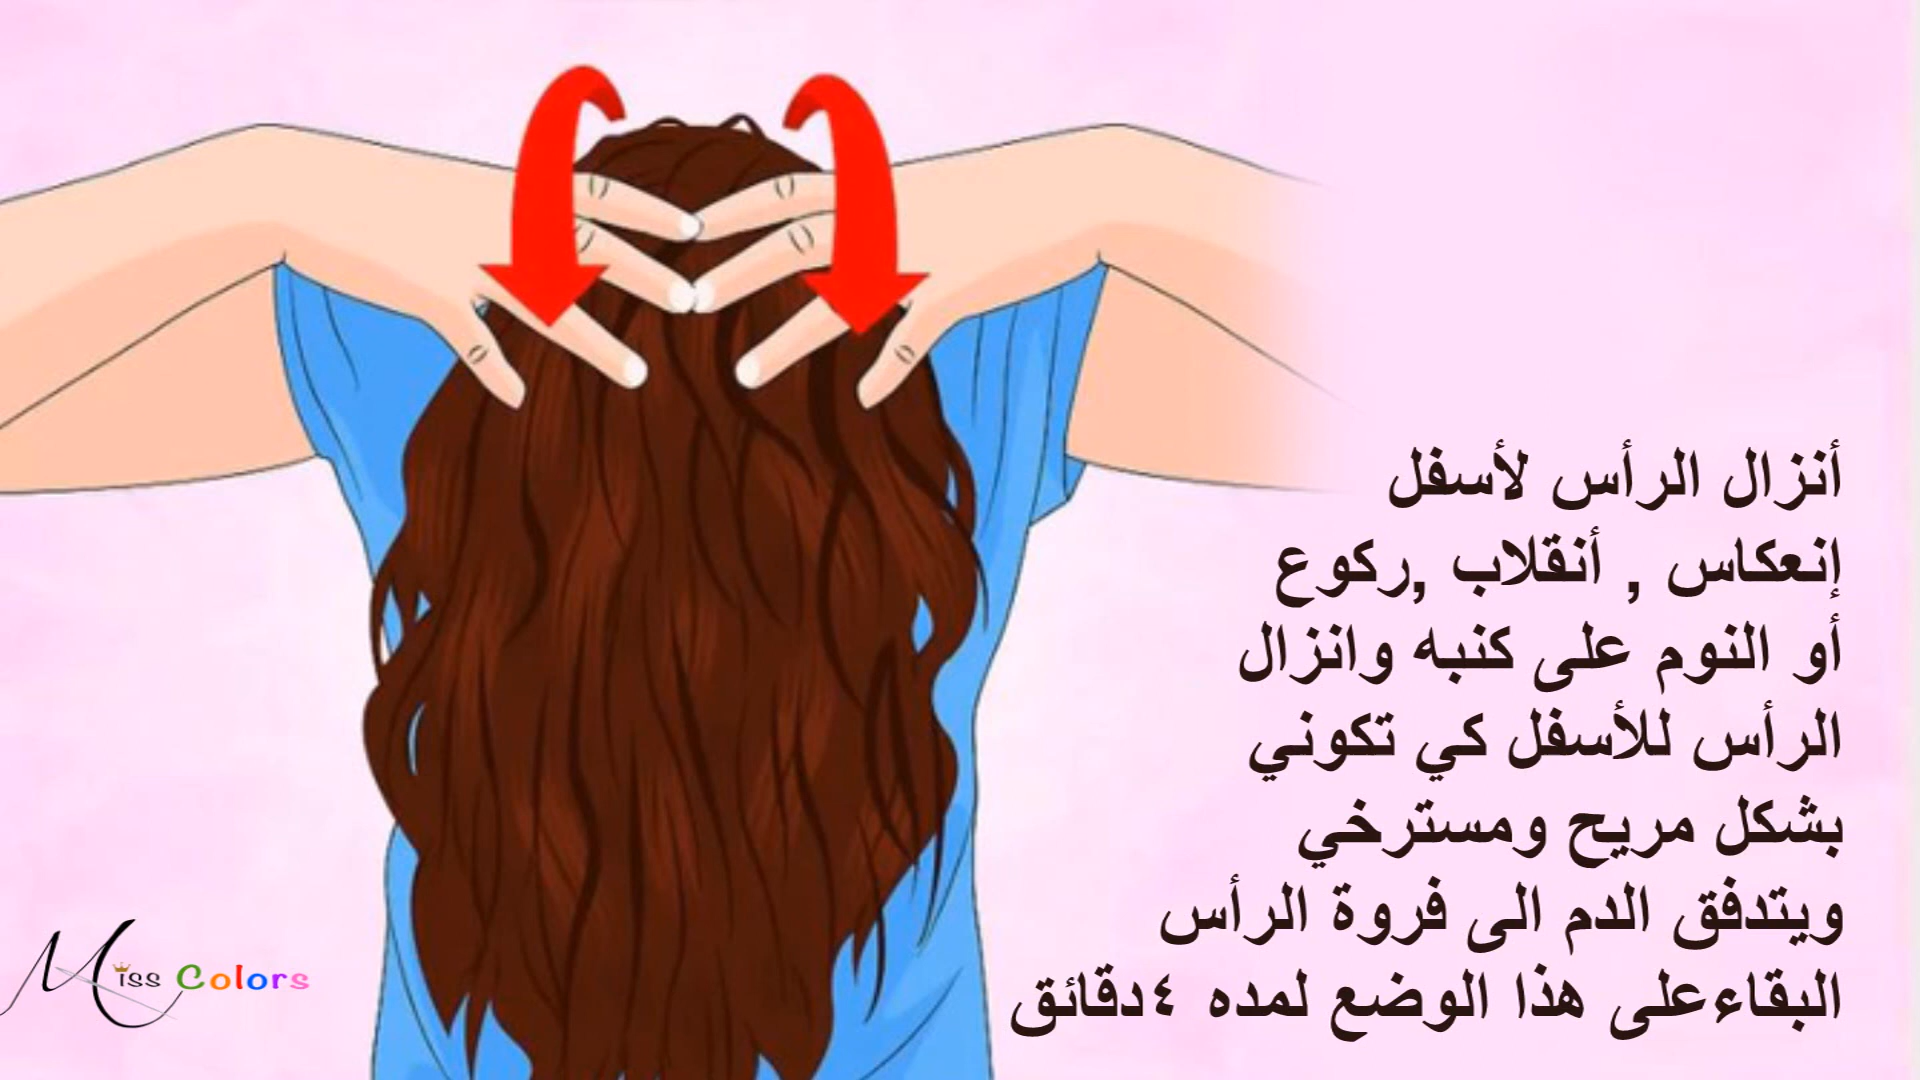 أنزال الرأس لأسفل
إنعكاس , أنقلاب ,ركوع
أو النوم على كنبه وانزال
الرأس للأسفل كي تكوني
بشكل مريح ومسترخي
ويتدفق الدم الى فروة الرأس
البقاءعلى هذا الوضع لمده ٤دقائق
Miss Colors